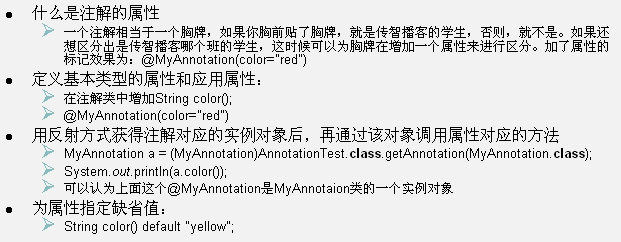 什么是注解的属性
一个注解相当于一个胸牌，如果你胸前贴了胸牌，就是传智播客的学生，否则，就不是。如果还
想区分出是传智播客哪个班的学生，这时候可以为胸牌在增加一个属性来进行区分。加了属性的
标记效果为：@MyAnnotation(color="red")
定义基本类型的属性和应用属性：
在注解类中增加String color();
@MyAnnotation(color="red")
用反射方式获得注解对应的实例对象后，再通过该对象调用属性对应的方法
MyAnnotation a = (MyAnnotation)AnnotationTest.class.getAnnotation(MyAnnotation.class);
System.out.println(a.color());
可以认为上面这个@MyAnnotation是MyAnnotaion类的一个实例对象
为属性指定缺省值：
String color() default "yellow";